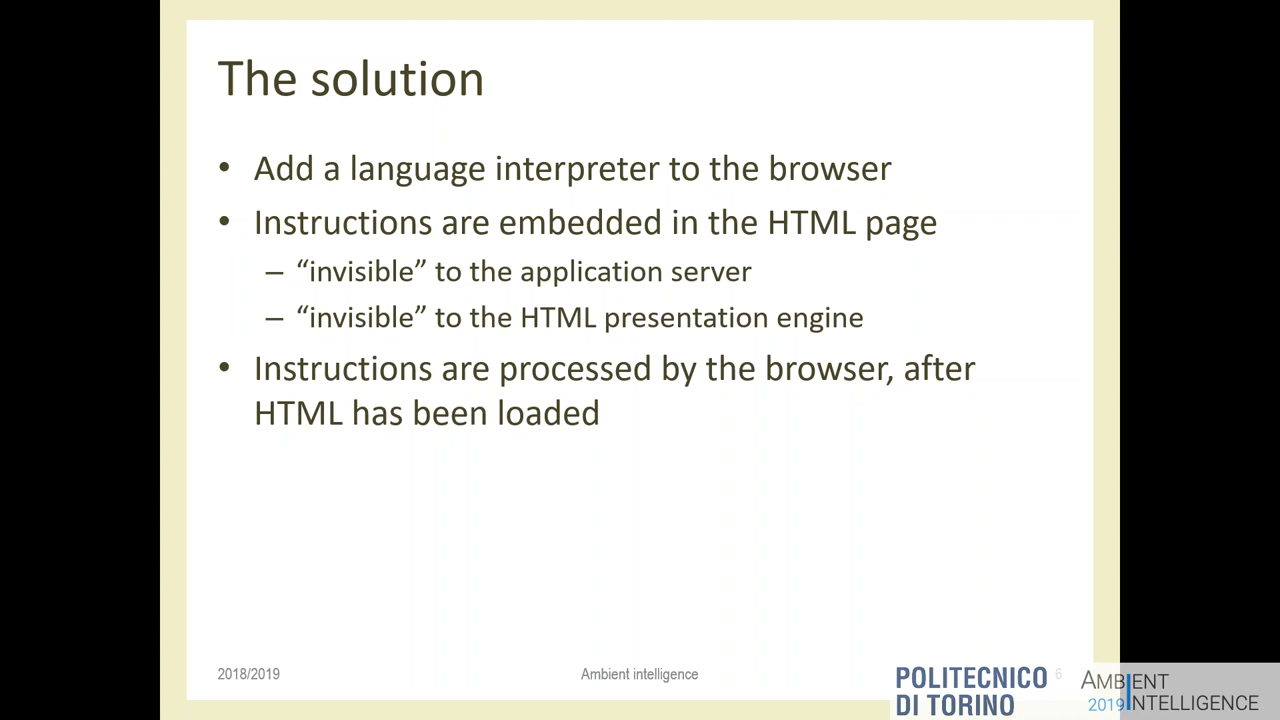 The solution
• Add a language interpreter to the browser
• Instructions are embedded in the HTML page
– “invisible” to the application server
– “invisible” to the HTML presentation engine
• Instructions are processed by the browser, after
HTML has been loaded
2018/2019
Ambient intelligence
6
POLITECNICO
DI TORINO
AMBIENT
2019 INTELLIGENCE